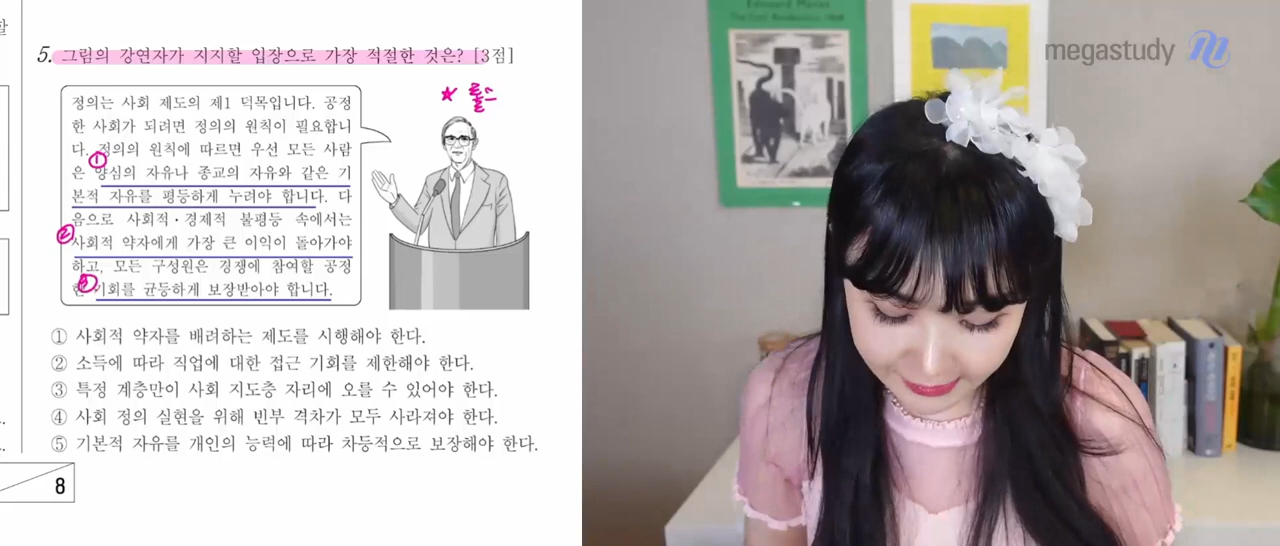 할
5. 그림의 강연자가 지지할 입장으로 가장 적절한 것은? [3점]
★ 롤스
정의는 사회 제도의 제1 덕목입니다. 공정
한 사회가 되려면 정의의 원칙이 필요합니
다. 정의의 원칙에 따르면 우선 모든 사람
① 은 양심의 자유나 종교의 자유와 같은 기
본적 자유를 평등하게 누려야 합니다. 다
음으로 사회적·경제적 불평등 속에서는
② 사회적 약자에게 가장 큰 이익이 돌아가야
하고, 모든 구성원은 경쟁에 참여할 공정
한 ③ 기회를 균등하게 보장받아야 합니다.
① 사회적 약자를 배려하는 제도를 시행해야 한다.
② 소득에 따라 직업에 대한 접근 기회를 제한해야 한다.
③ 특정 계층만이 사회 지도층 자리에 오를 수 있어야 한다.
④ 사회 정의 실현을 위해 빈부 격차가 모두 사라져야 한다.
⑤ 기본적 자유를 개인의 능력에 따라 차등적으로 보장해야 한다.
8
Edouard Manet
megastudy